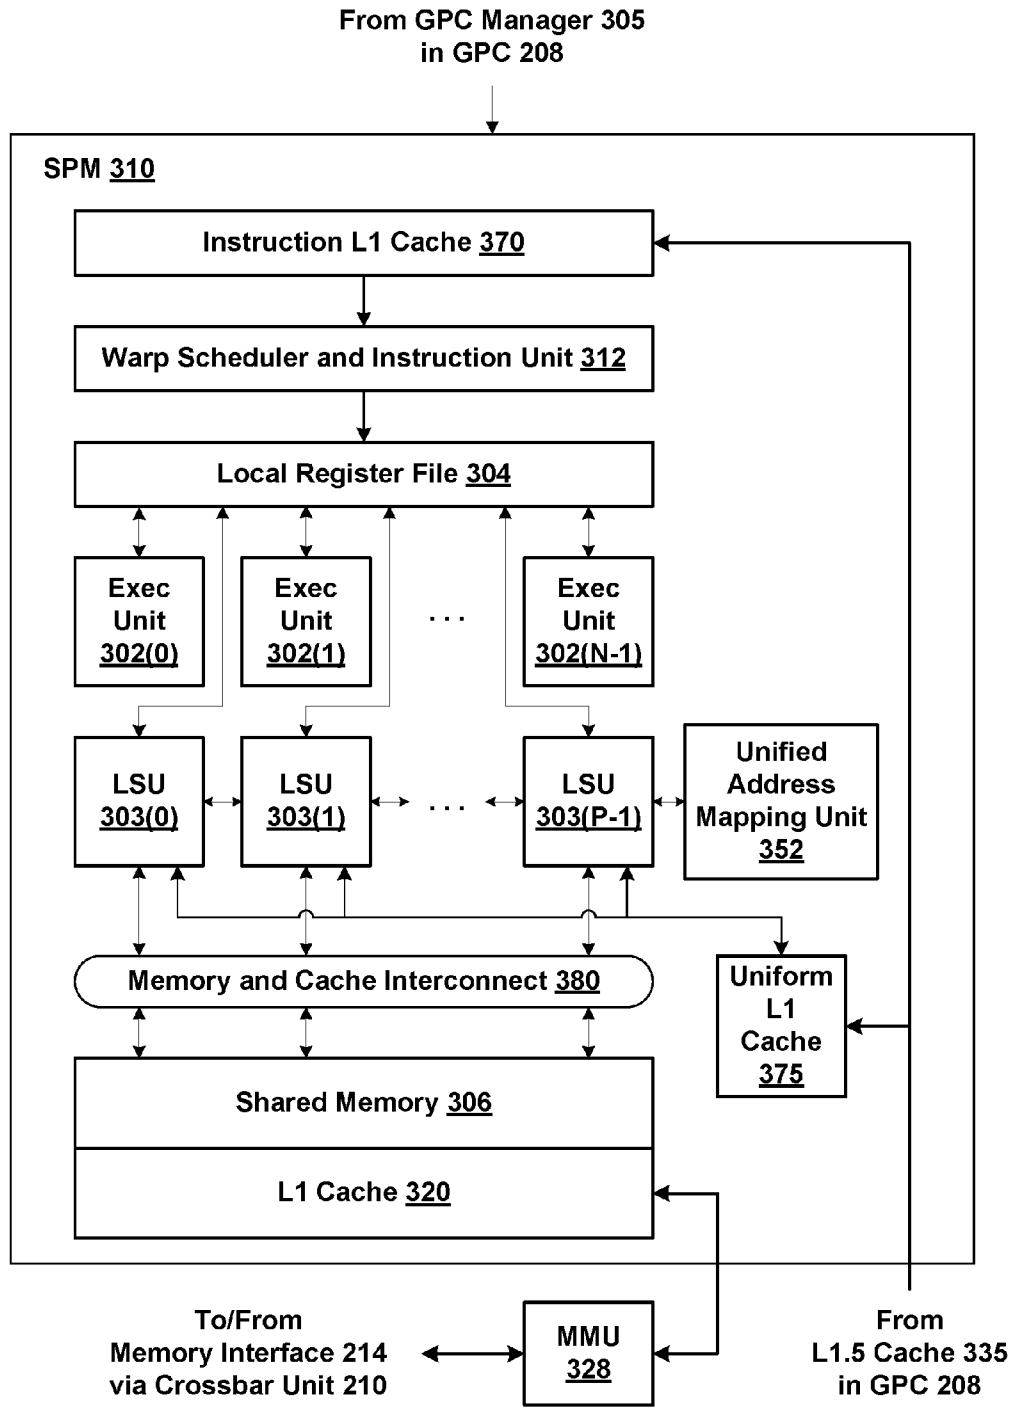 From GPC Manager 305
in GPC 208
SPM 310
Instruction L1 Cache 370
Warp Scheduler and Instruction Unit 312
Local Register File 304
Exec
Unit
302(0)
Exec
Unit
302(1)
. . .
Exec
Unit
302(N-1)
LSU
303(0)
LSU
303(1)
. . .
LSU
303(P-1)
Unified
Address
Mapping Unit
352
Memory and Cache Interconnect 380
Uniform
L1
Cache
375
Shared Memory 306
L1 Cache 320
To/From
Memory Interface 214
via Crossbar Unit 210
MMU
328
From
L1.5 Cache 335
in GPC 208